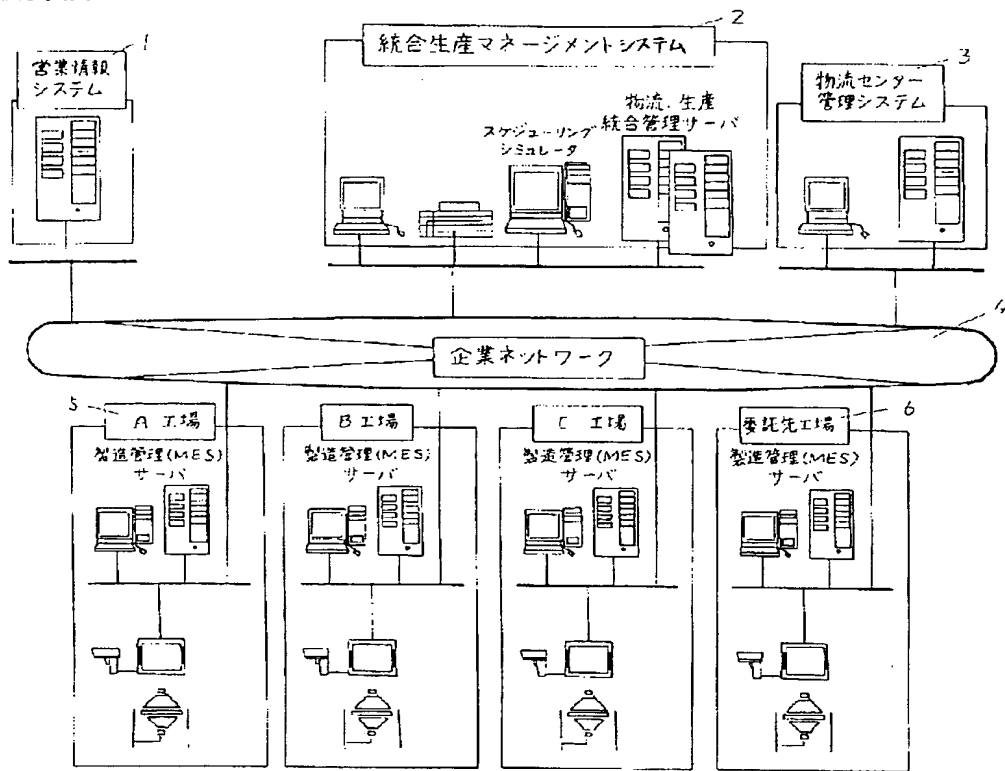 1
営業情報
システム
2
統合生産マネージメントシステム
スケジューリング
シミュレータ
物流、生産
統合管理サーバ
3
物流センター
管理システム
4
企業ネットワーク
5
A 工場
製造管理(MES)
サーバ
B 工場
製造管理(MES)
サーバ
C 工場
製造管理(MES)
サーバ
6
委託先工場
製造管理(MES)
サーバ